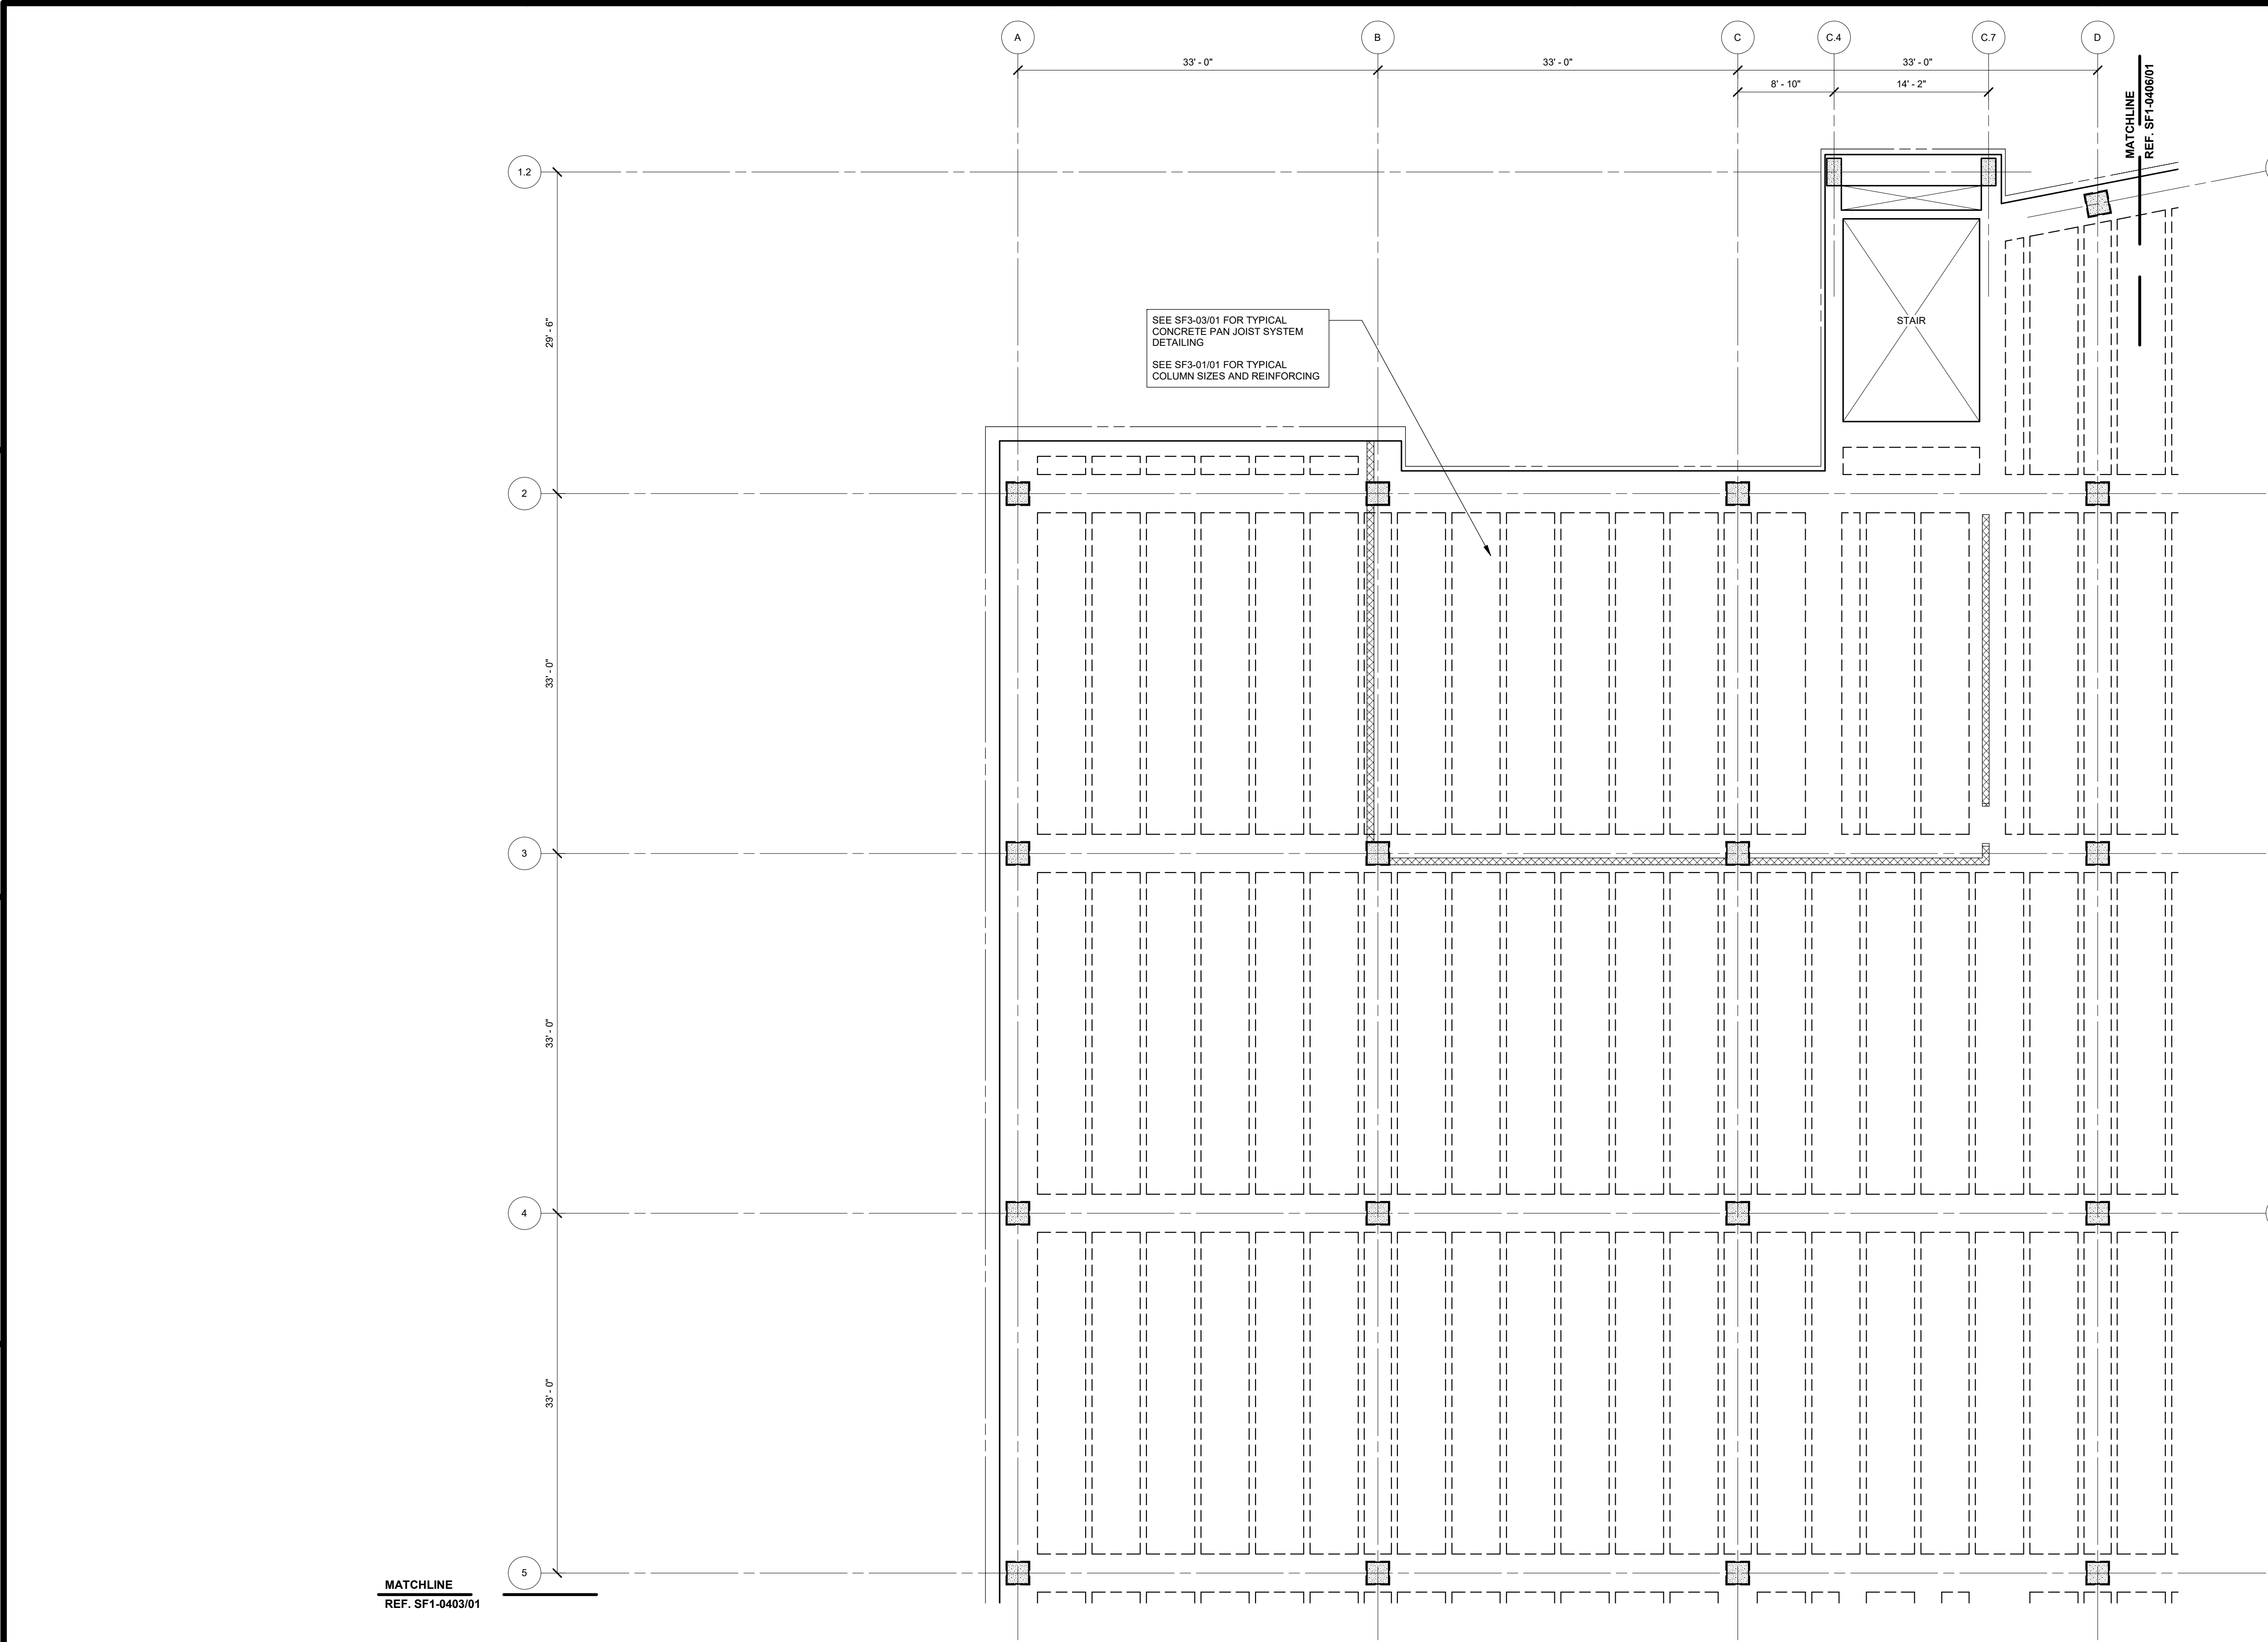 A
B
C
C.4
C.7
D
33' - 0"
33' - 0"
33' - 0"
8' - 10"
14' - 2"
MATCHLINE
REF. SF1-0406/01
1.2
29' - 6"
SEE SF3-03/01 FOR TYPICAL
CONCRETE PAN JOIST SYSTEM
DETAILING
SEE SF3-01/01 FOR TYPICAL
COLUMN SIZES AND REINFORCING
STAIR
2
33' - 0"
3
33' - 0"
4
33' - 0"
5
MATCHLINE
REF. SF1-0403/01